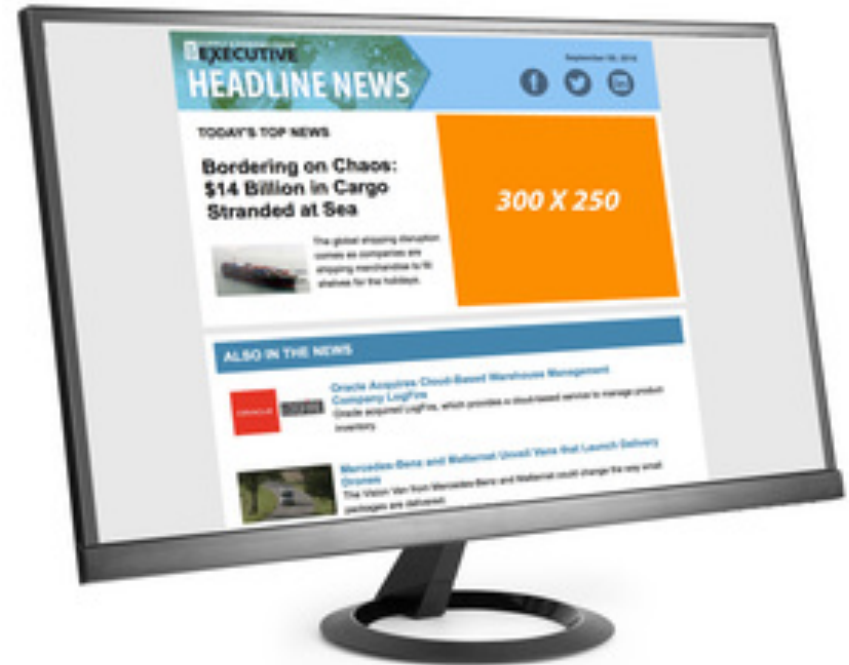 EXECUTIVE
HEADLINE NEWS
TODAY'S TOP NEWS
Bordering on Chaos:
$14 Billion in Cargo
Stranded at Sea
300 X 250
The global shipping disruption
comes as companies are
shipping merchandise to fill
shelves for the holidays.
ALSO IN THE NEWS
Oracle Acquires Cloud-Based Warehouse Management
Company LogFire
Oracle acquired LogFire, which provides a cloud-based service to manage product
inventory.
ORACLE
Mercedes-Benz and Matternet Unveil Vans that Launch Delivery
Drones
The Vision Van from Mercedes-Benz and Matternet could change the way small
packages are delivered.